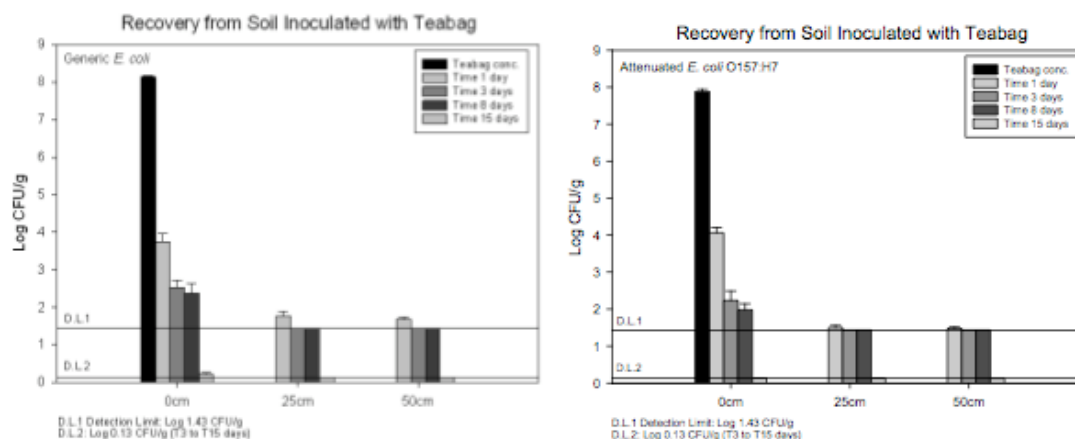 Recovery from Soil Inoculated with Teabag
Generic E. coli
Teabag conc.
Time 1 day
Time 3 days
Time 8 days
Time 15 days
Log CFU/g
9
8
7
6
5
4
3
2
1
0
D.L.1
D.L.2
0cm
25cm
50cm
D.L.1 Detection Limit: Log 1.43 CFU/g
D.L.2: Log 0.13 CFU/g (T3 to T15 days)
Recovery from Soil Inoculated with Teabag
Attenuated E. coli O157:H7
Teabag conc.
Time 1 day
Time 3 days
Time 8 days
Time 15 days
Log CFU/g
9
8
7
6
5
4
3
2
1
0
D.L.1
D.L.2
0cm
25cm
50cm
D.L.1 Detection Limit: Log 1.43 CFU/g
D.L.2: Log 0.13 CFU/g (T3 to T15 days)